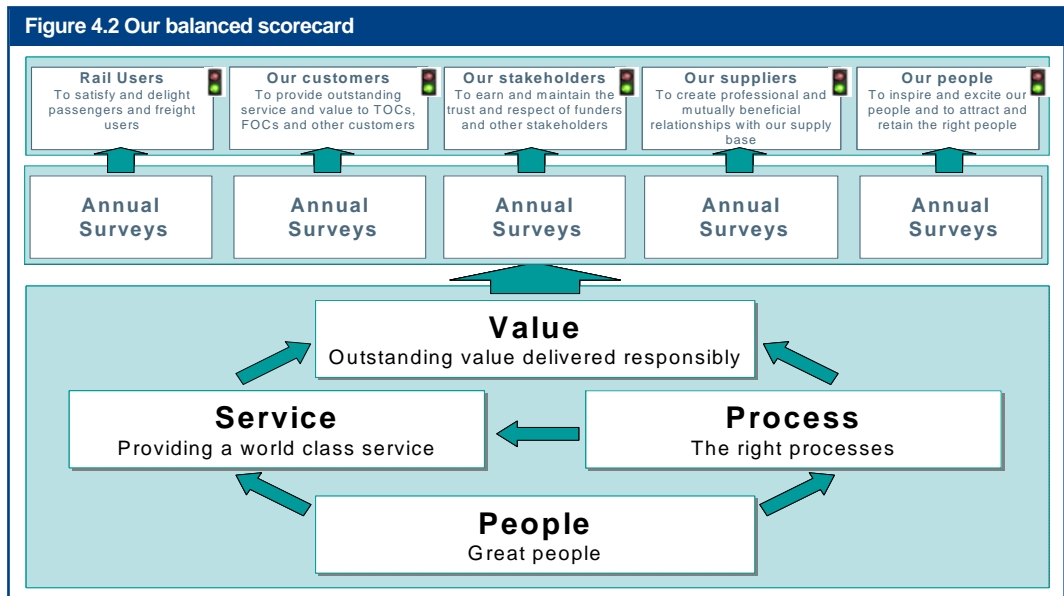 Figure 4.2 Our balanced scorecard
Rail Users
To satisfy and delight
passengers and freight
users
Our customers
To provide outstanding
service and value to TOCs,
FOCs and other customers
Our stakeholders
To earn and maintain the
trust and respect of funders
and other stakeholders
Our suppliers
To create professional and
mutually beneficial
relationships with our supply
base
Our people
To inspire and excite our
people and to attract and
retain the right people
Annual
Surveys
Annual
Surveys
Annual
Surveys
Annual
Surveys
Annual
Surveys
Value
Outstanding value delivered responsibly
Service
Providing a world class service
Process
The right processes
People
Great people